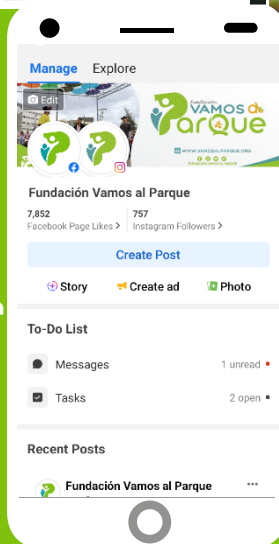 Manage Explore
Edit
Fundación
VAMOS al
Parque
WWW.VAMOSALPARQUE.ORG
Fundación Vamos al Parque
7,852 757
Facebook Page Likes > Instagram Followers >
Create Post
Story Create ad Photo
To-Do List
Messages 1 unread
Tasks 2 open
Recent Posts
Fundación Vamos al Parque